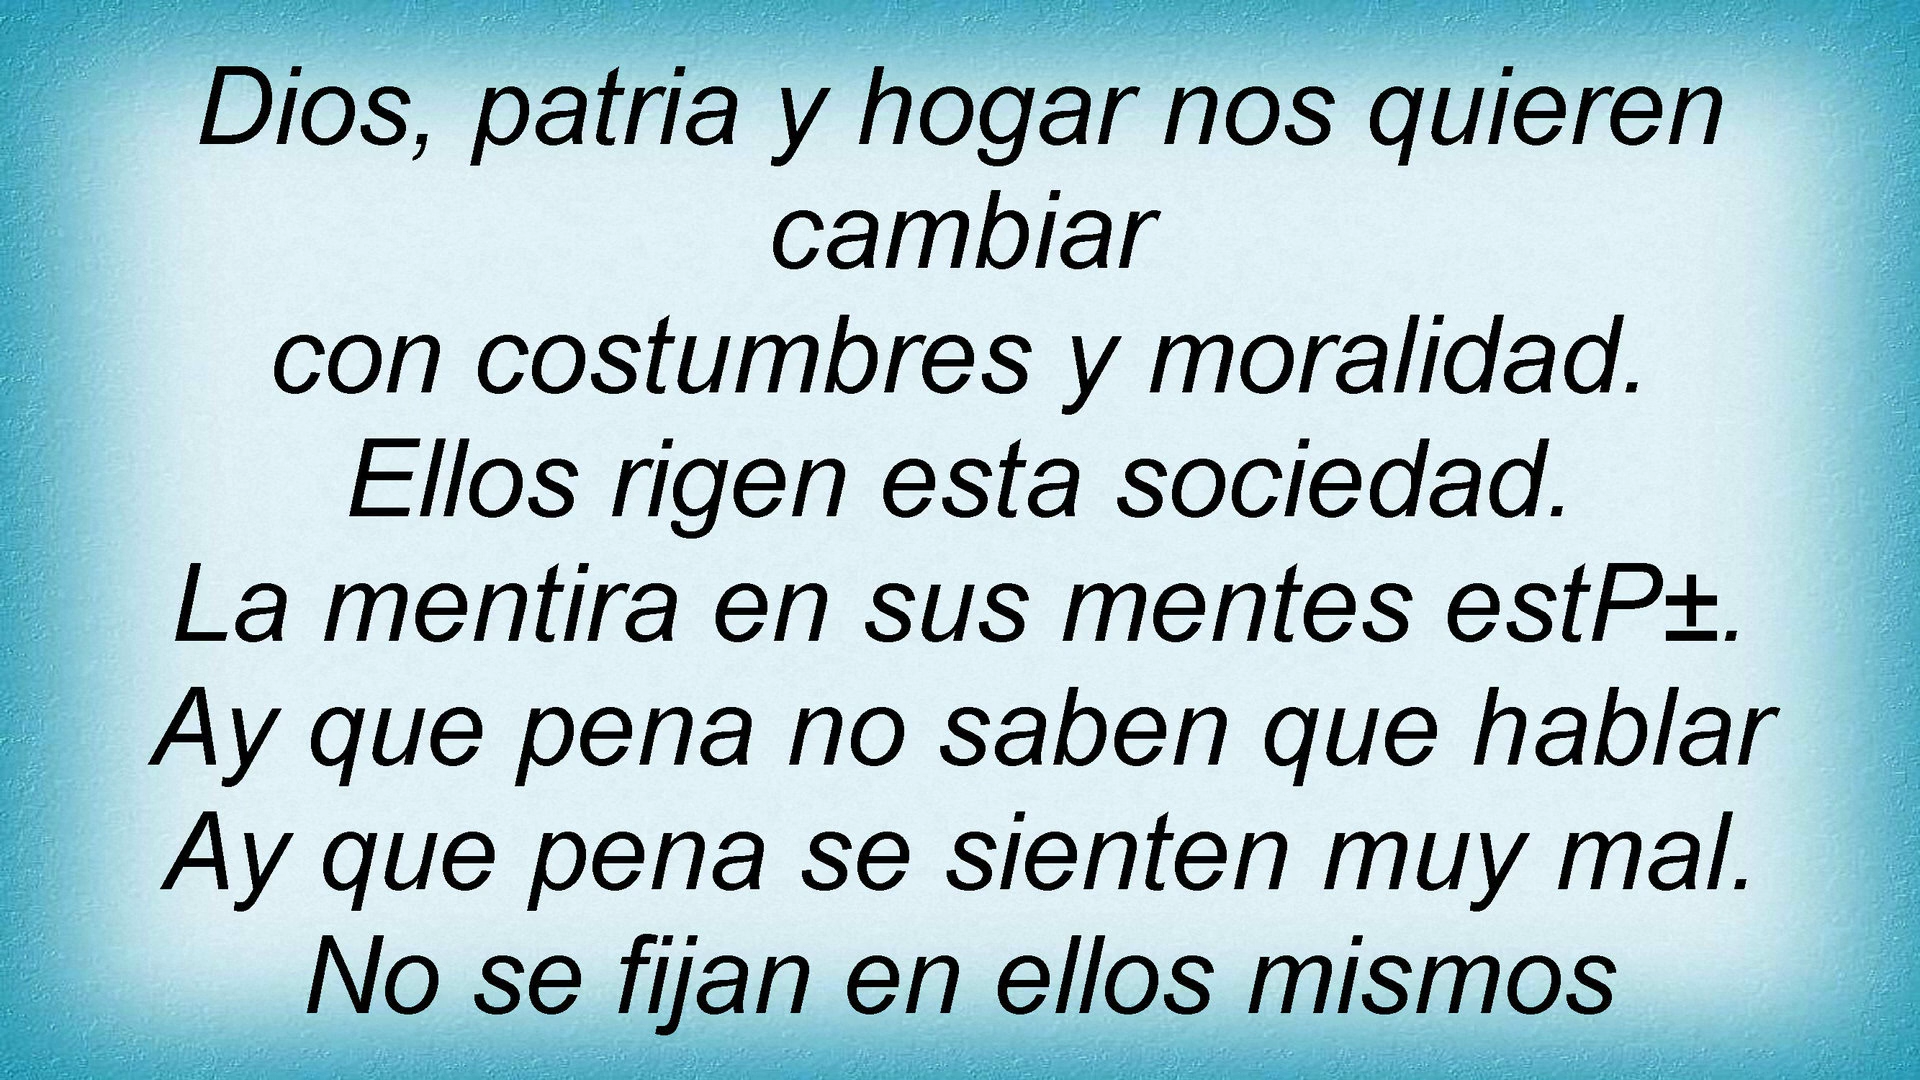 Dios, patria y hogar nos quieren
cambiar
con costumbres y moralidad.
Ellos rigen esta sociedad.
La mentira en sus mentes estP±.
Ay que pena no saben que hablar
Ay que pena se sienten muy mal.
No se fijan en ellos mismos